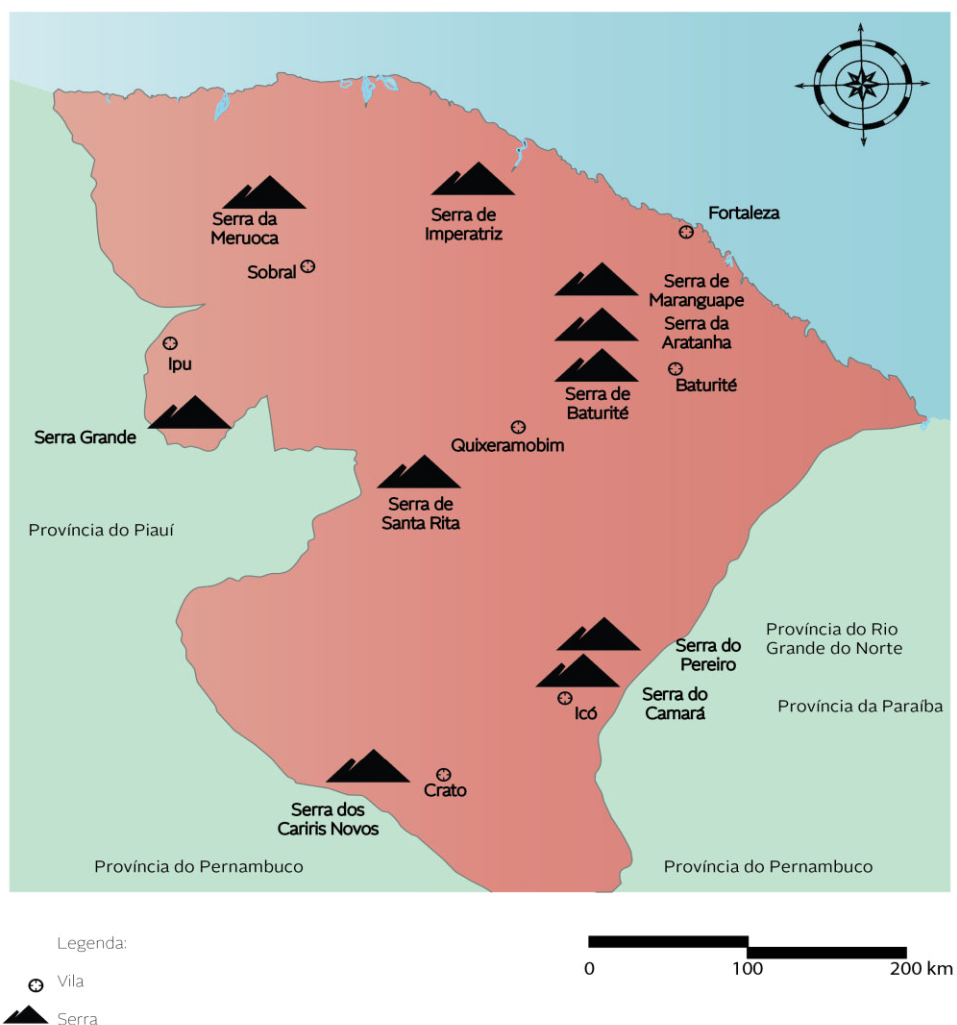 Fortaleza
Serra da
Meruoca
Serra de
Imperatriz
Sobral
Serra de
Maranguape
Serra da
Aratanha
Ipu
Baturité
Serra de
Baturité
Serra Grande
Quixeramobim
Serra de
Santa Rita
Província do Piauí
Província do Rio
Grande do Norte
Serra do
Pereiro
Serra do
Camará
Província da Paraíba
Icó
Crato
Serra dos
Cariris Novos
Província do Pernambuco
Província do Pernambuco
Legenda:
Vila
Serra
0 100 200 km